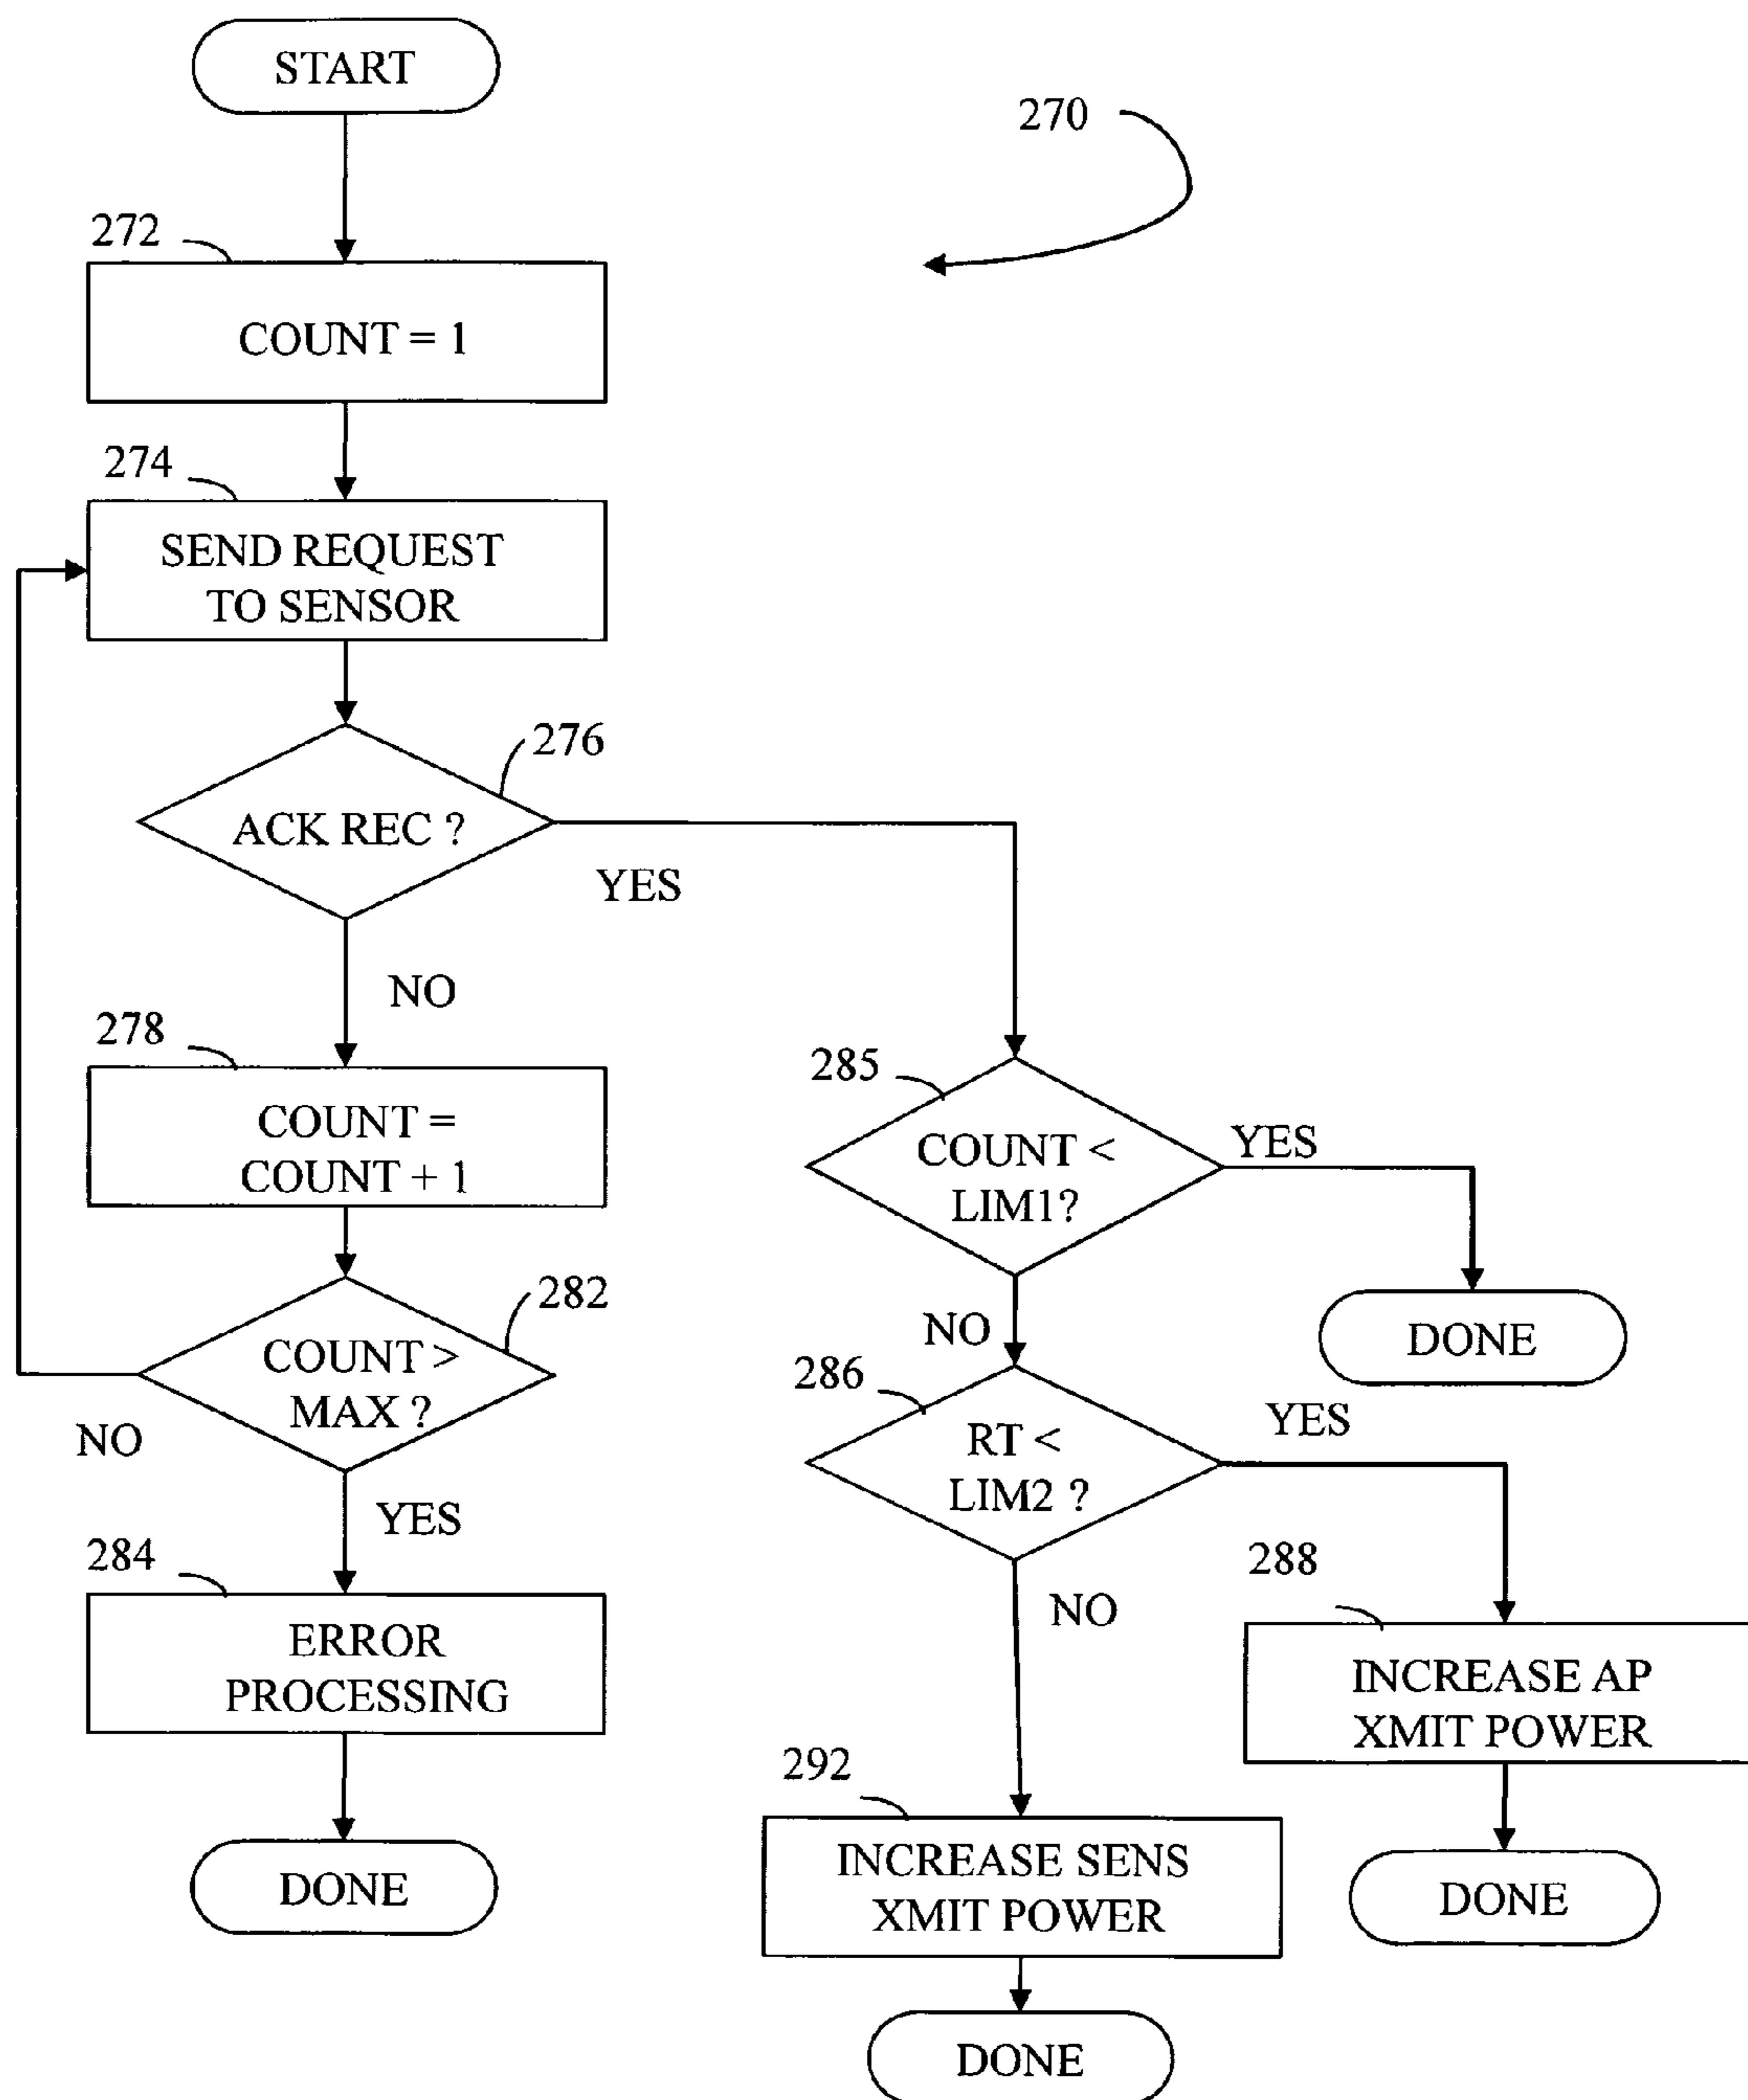 START
270
272
COUNT = 1
274
SEND REQUEST
TO SENSOR
276
ACK REC ?
YES
NO
278
COUNT =
COUNT + 1
282
COUNT >
MAX ?
NO
YES
284
ERROR
PROCESSING
DONE
285
COUNT <
LIM1?
YES
DONE
NO
286
RT <
LIM2 ?
YES
288
INCREASE AP
XMIT POWER
DONE
NO
292
INCREASE SENS
XMIT POWER
DONE